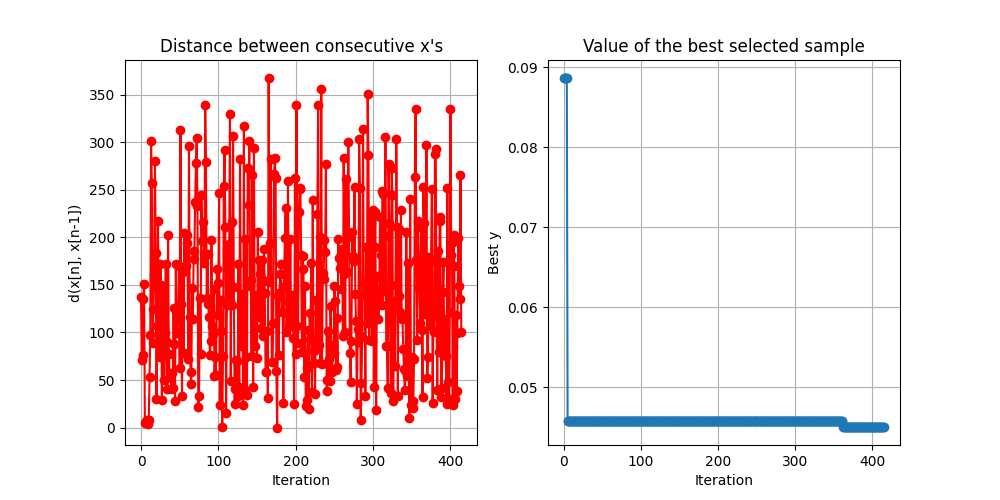 Distance between consecutive x's
d(x[n], x[n-1])
350
300
250
200
150
100
50
0
0 100 200 300 400
Iteration
Value of the best selected sample
Best y
0.09
0.08
0.07
0.06
0.05
0 100 200 300 400
Iteration